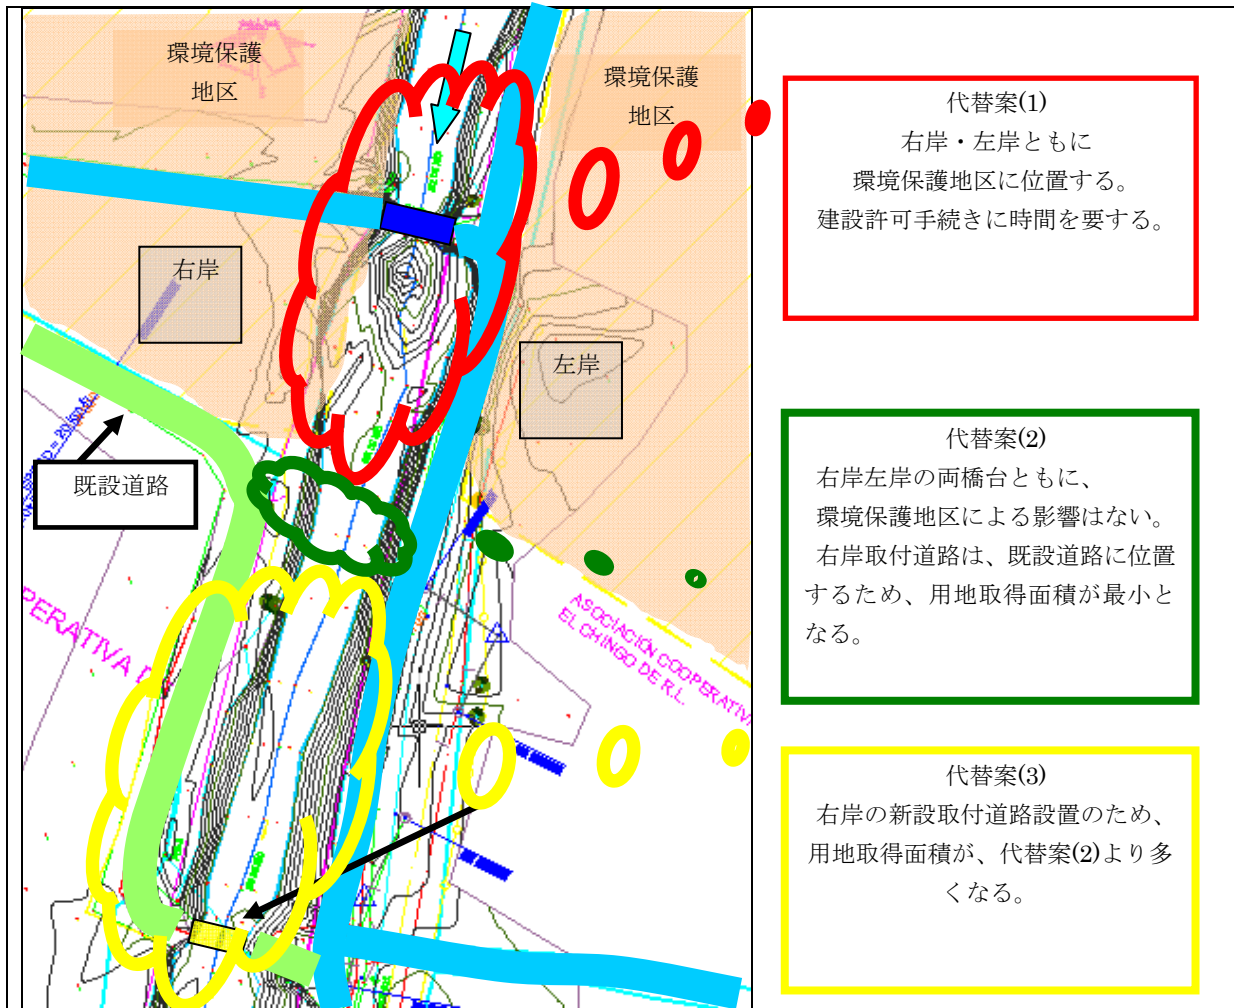 環境保護
地区
環境保護
地区
右岸
左岸
既設道路
ASOCIACION COOPERATIVA
EL CHINGO DE R.L.
代替案(1)
右岸・左岸ともに
環境保護地区に位置する。
建設許可手続きに時間を要する。
代替案(2)
右岸左岸の両橋台ともに、
環境保護地区による影響はない。
右岸取付道路は、既設道路に位置
するため、用地取得面積が最小と
なる。
代替案(3)
右岸の新設取付道路設置のため、
用地取得面積が、代替案(2)より多
くなる。